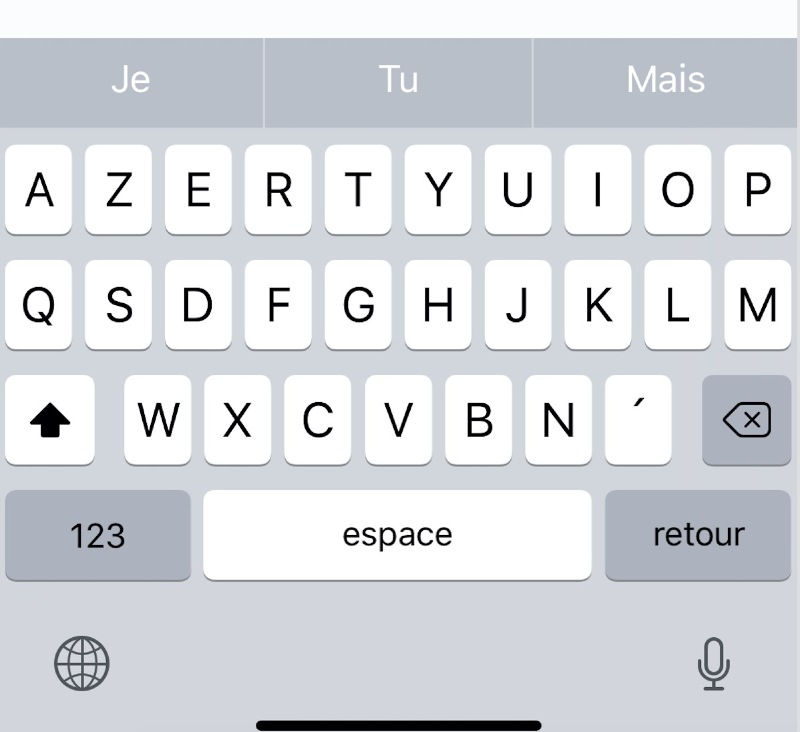 Je Tu Mais
A Z E R T Y U I O P
Q S D F G H J K L M
W X C V B N ´
123 espace retour